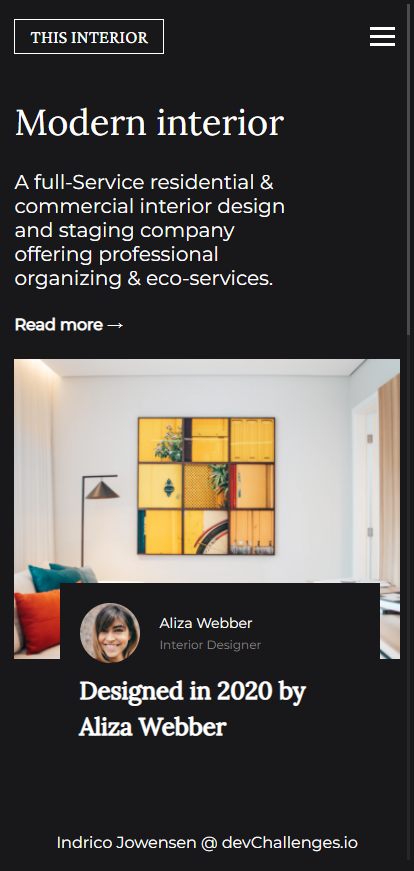 THIS INTERIOR
Modern interior
A full-Service residential &
commercial interior design
and staging company
offering professional
organizing & eco-services.
Read more →
Aliza Webber
Interior Designer
Designed in 2020 by
Aliza Webber
Indrico Jowensen @ devChallenges.io